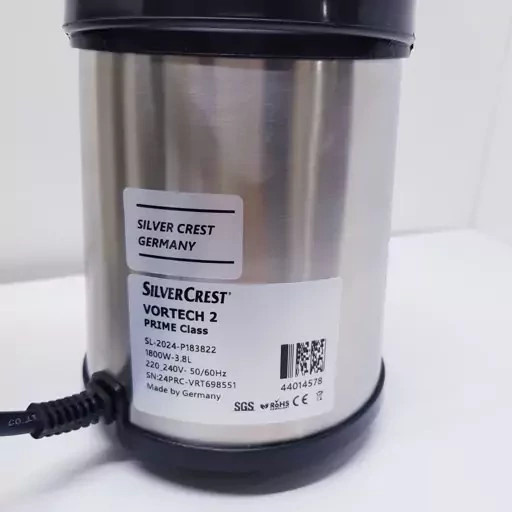 SILVER CREST
GERMANY
SILVERCREST®
VORTECH 2
PRIME Class
SL-2024-P183822
1800W-3.8L
220_240V- 50/60Hz
SN:24PRC-VRT698551
Made by Germany
44014578
SGS RoHS CE